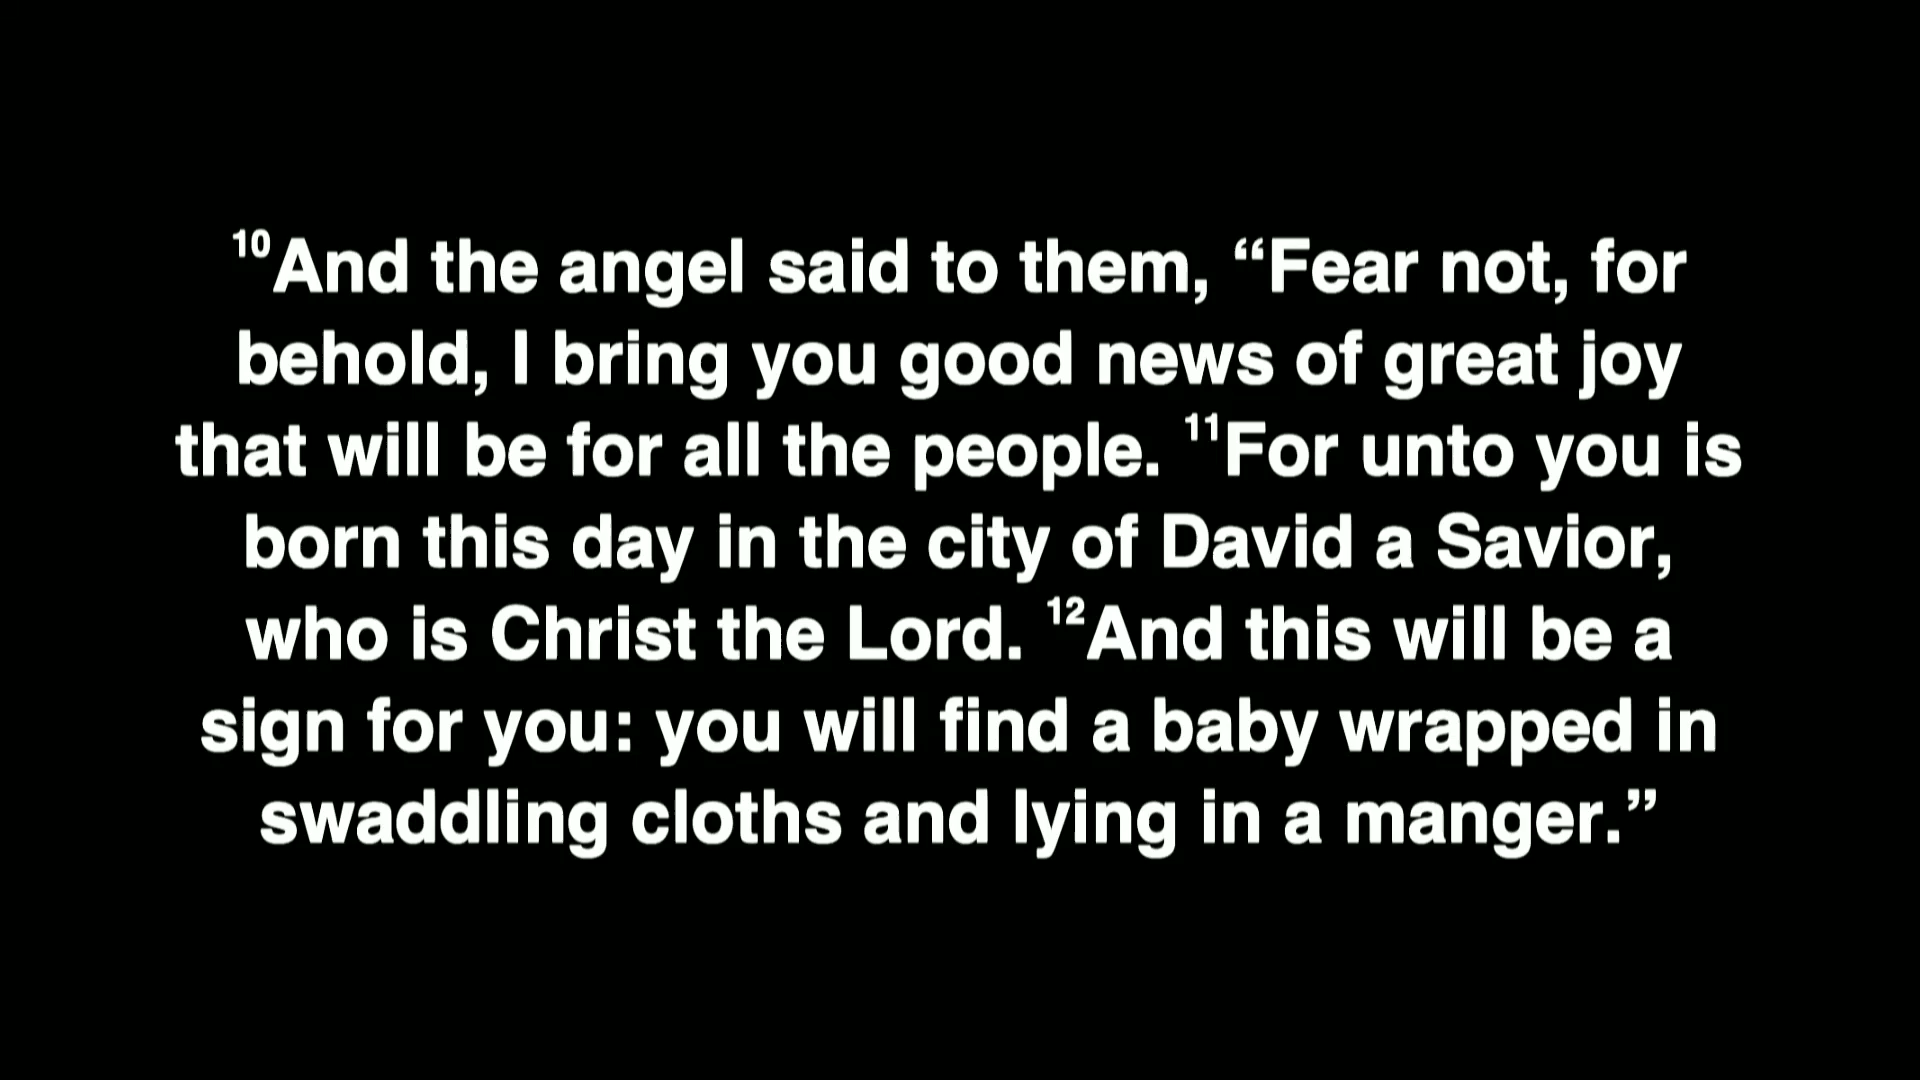 ¹⁰And the angel said to them, “Fear not, for
behold, I bring you good news of great joy
that will be for all the people. ¹¹For unto you is
born this day in the city of David a Savior,
who is Christ the Lord. ¹²And this will be a
sign for you: you will find a baby wrapped in
swaddling cloths and lying in a manger.”